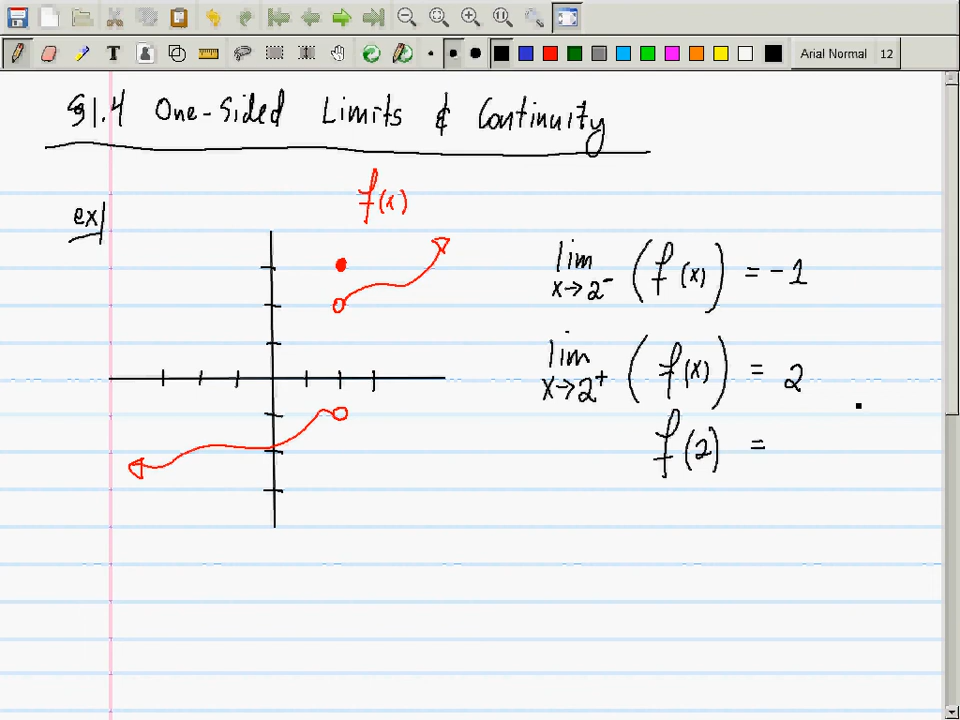 Arial Normal 12
§1.4 One-Sided Limits & Continuity
ex|
f(x)
lim x→2⁻ (f(x)) = -1
lim x→2⁺ (f(x)) = 2
f(2) =